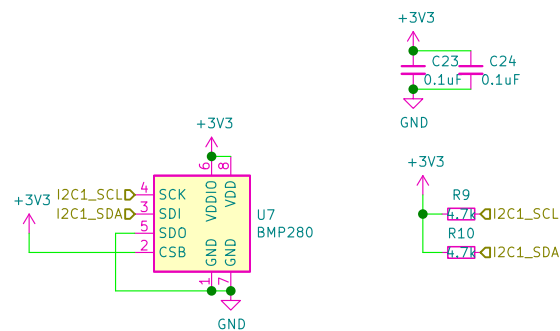 +3V3
C23
C24
0.1uF
0.1uF
GND
+3V3
+3V3
6
8
I2C1_SCL
4
SCK
VDDIO
VDD
+3V3
I2C1_SDA
3
SDI
U7
5
SDO
BMP280
2
CSB
GND
GND
1
7
GND
R9
4.7k
I2C1_SCL
R10
4.7k
I2C1_SDA